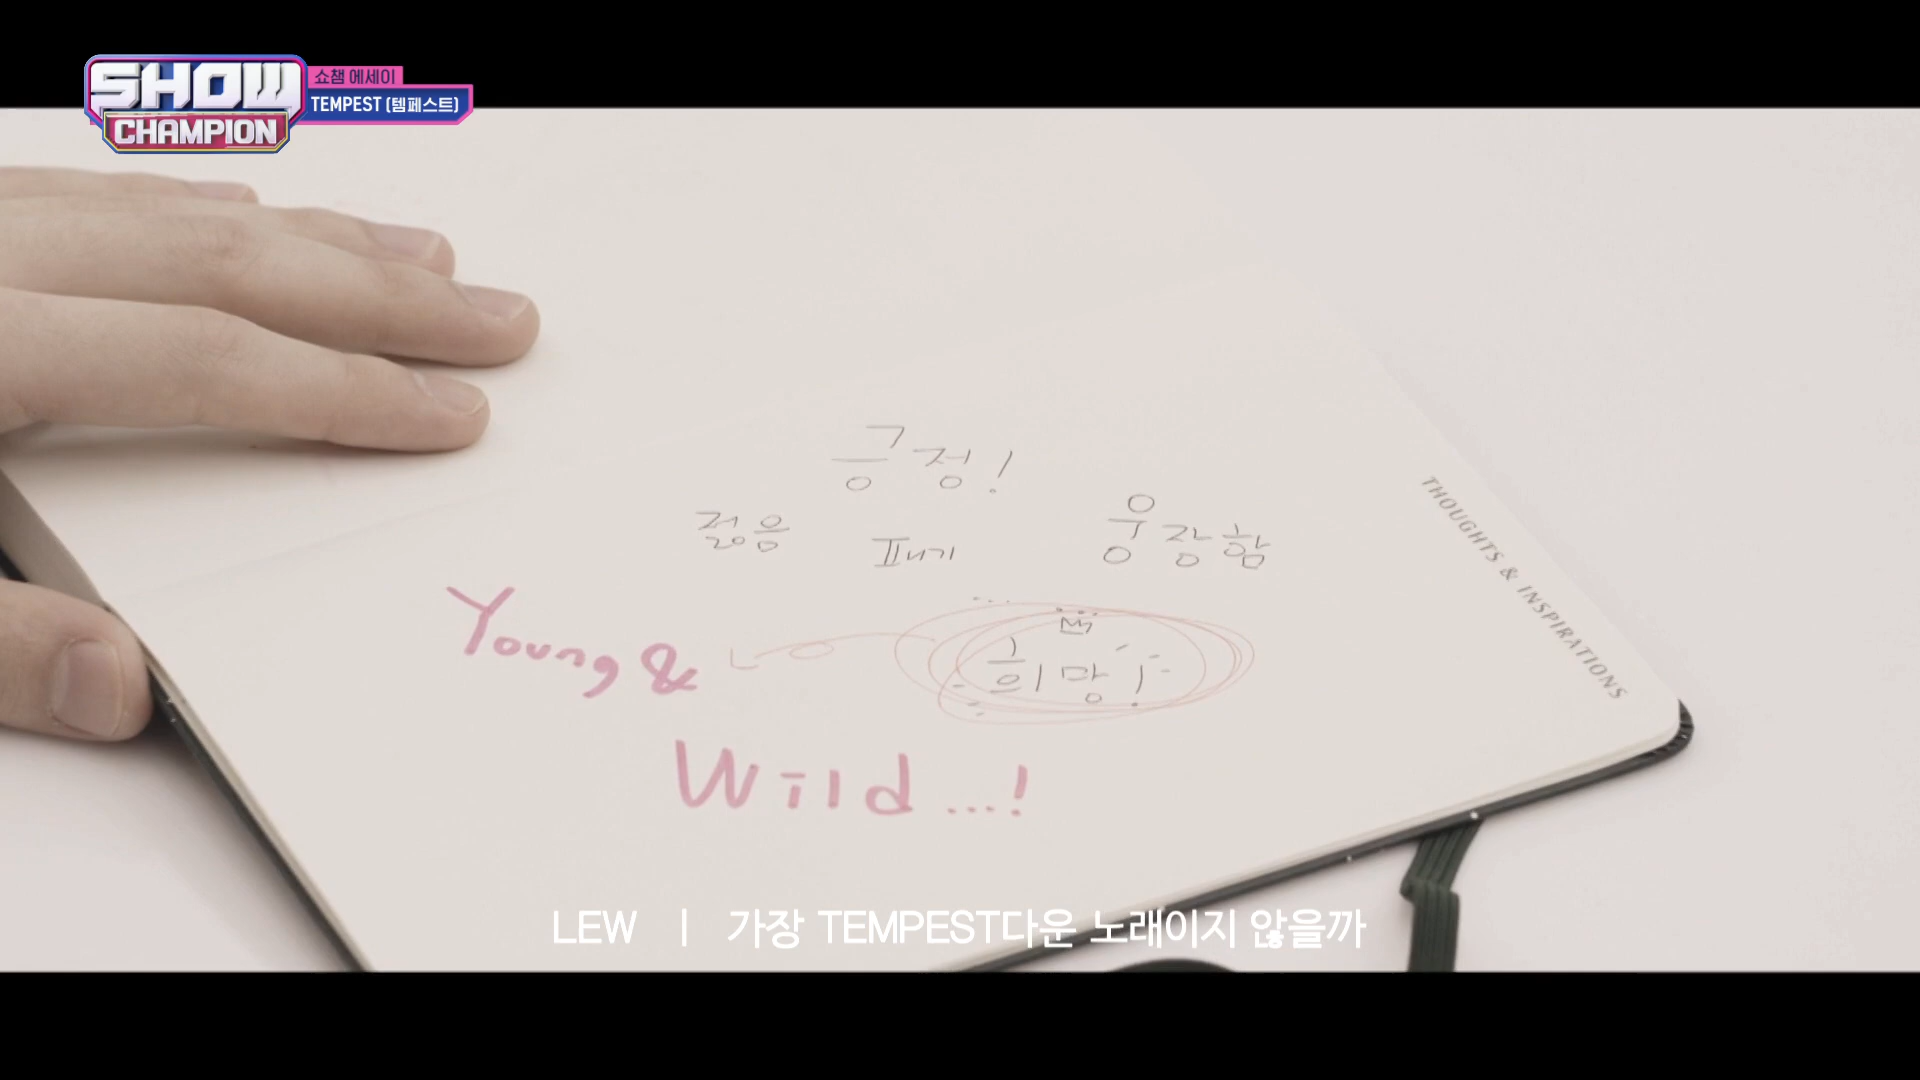 SHOW
CHAMPION
쇼챔 에세이
TEMPEST (템페스트)
긍정!
젊음 패기 웅장함
희망!
Young &
Wild...!
THOUGHTS & INSPIRATIONS
LEW | 가장 TEMPEST다운 노래이지 않을까